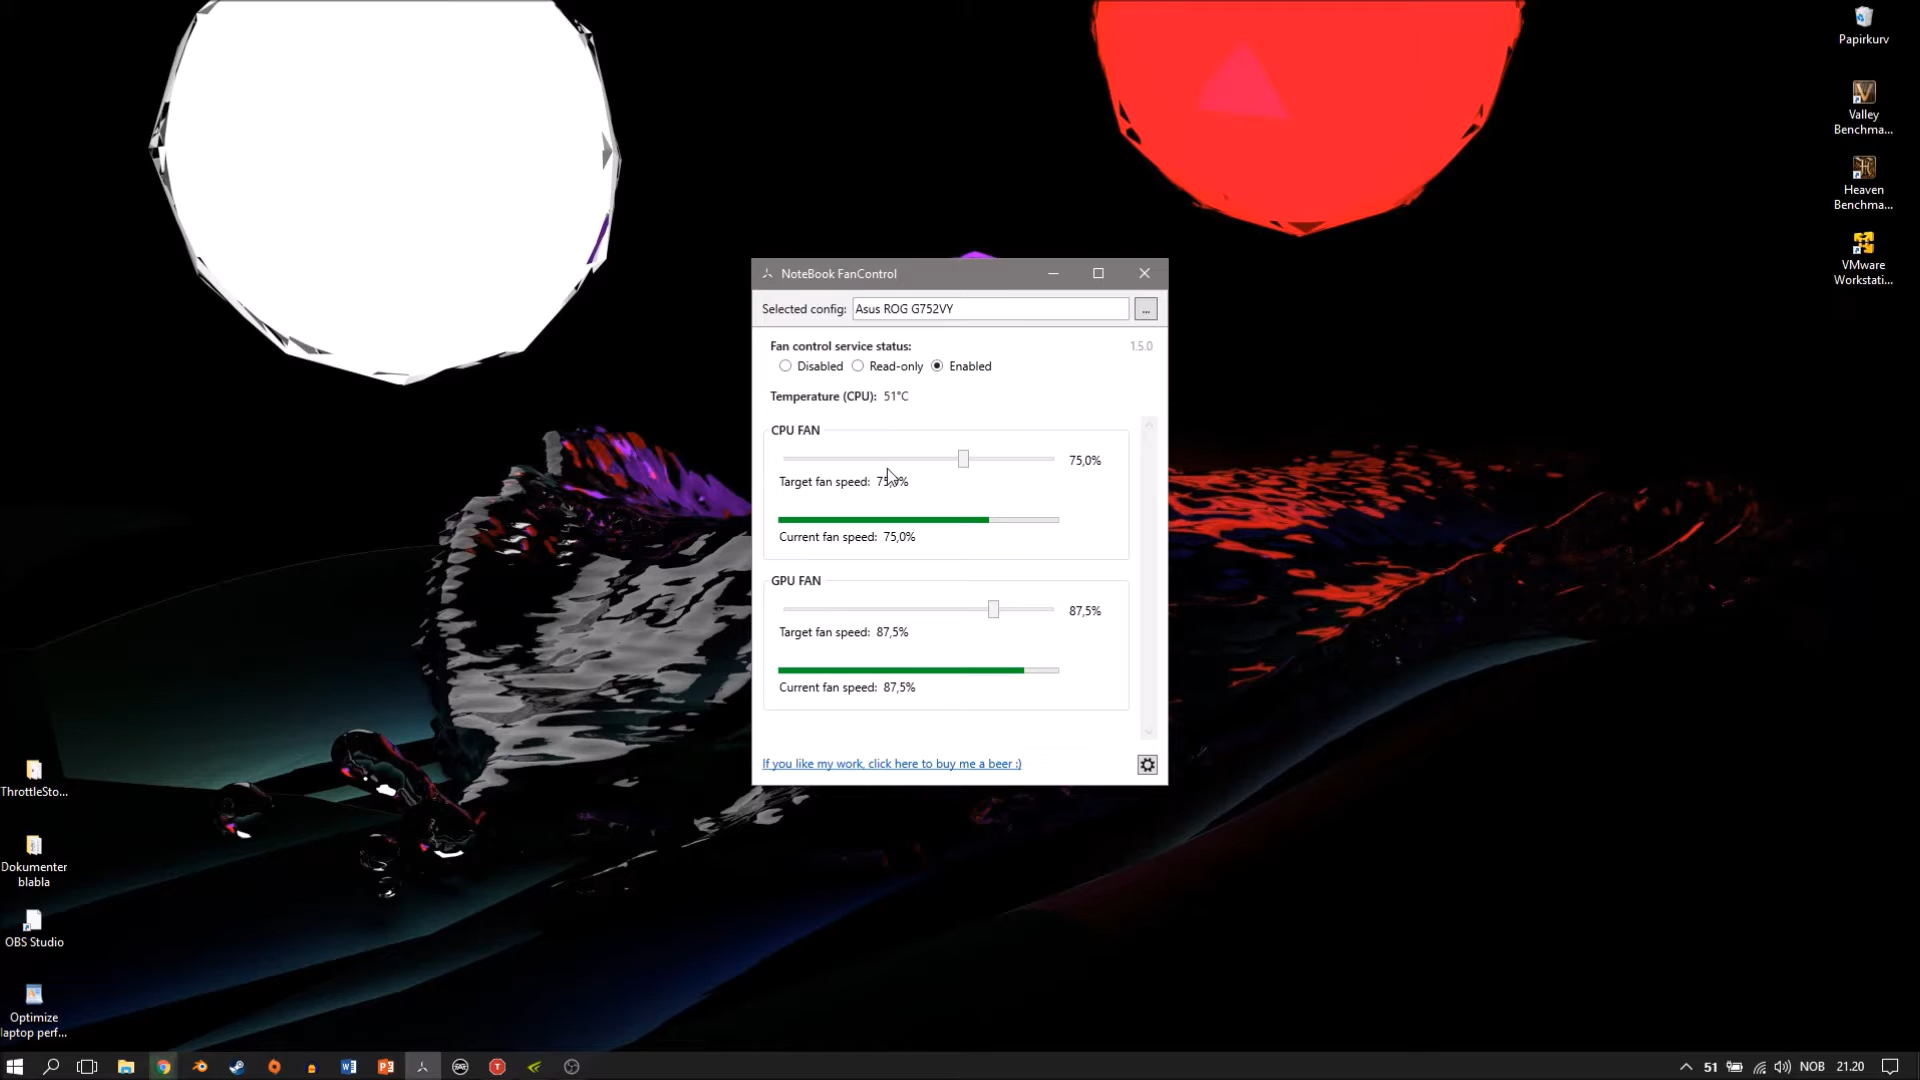 Papirkurv
Valley
Benchma...
Heaven
Benchma...
VMware
Workstati...
NoteBook FanControl
Selected config: Asus ROG G752VY ...
Fan control service status: 1.5.0
Disabled Read-only Enabled
Temperature (CPU): 51°C
CPU FAN
75,0%
Target fan speed: 75,0%
Current fan speed: 75,0%
GPU FAN
87,5%
Target fan speed: 87,5%
Current fan speed: 87,5%
If you like my work, click here to buy me a beer :)
ThrottleSto...
Dokumenter
blabla
OBS Studio
Optimize
laptop perf...
51 NOB 21.20